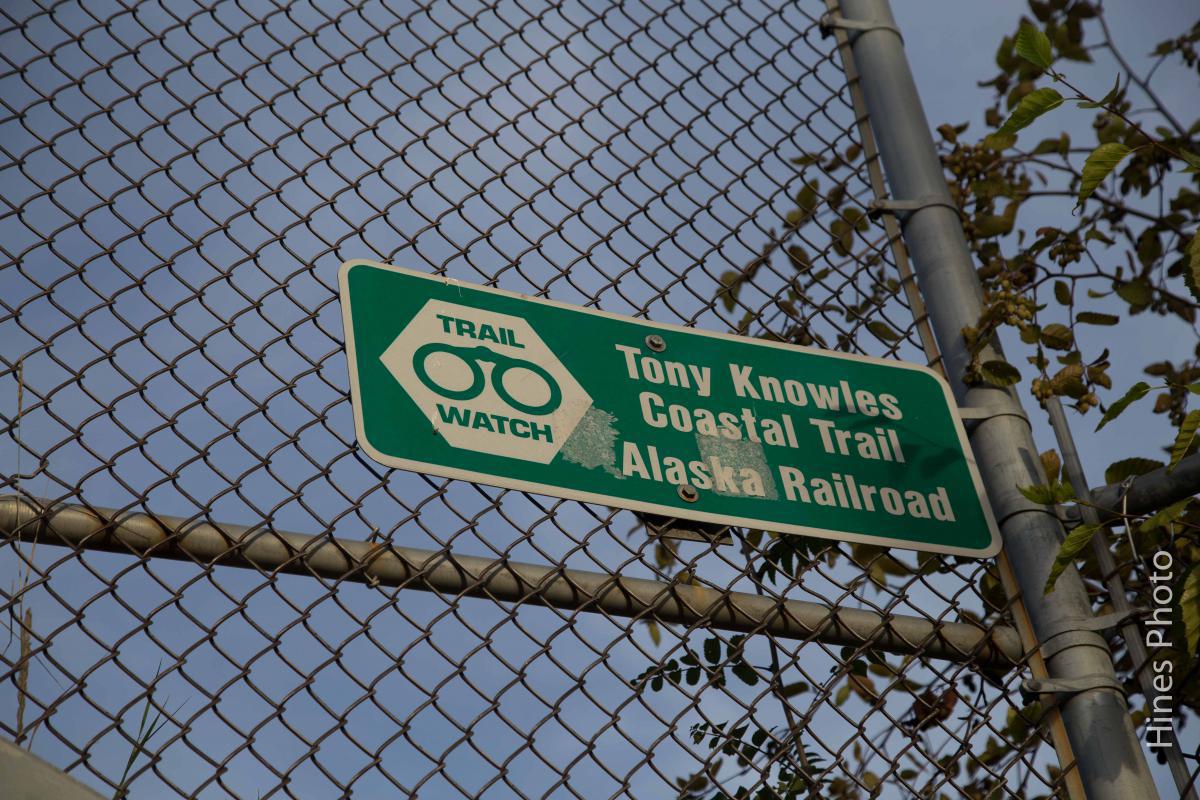 TRAIL
WATCH
Tony Knowles
Coastal Trail
Alaska Railroad
Hines Photo